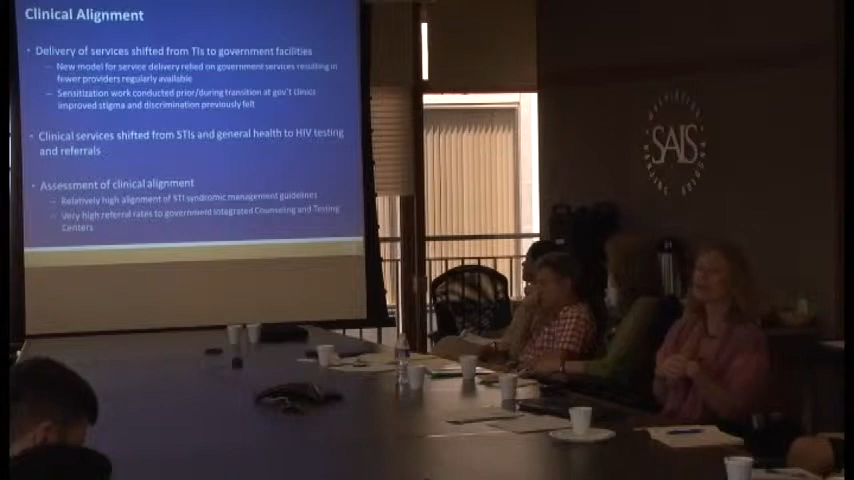 Clinical Alignment
• Delivery of services shifted from TIs to government facilities
– New model for service delivery relied on government services resulting in
fewer providers regularly available
– Sensitization work conducted prior/during transition at gov't clinics
improved stigma and discrimination previously felt
• Clinical services shifted from STIs and general health to HIV testing
and referrals
• Assessment of clinical alignment
– Relatively high alignment of STI syndromic management guidelines
– Very high referral rates to government Integrated Counseling and Testing
Centers
WASHINGTON
SAIS
NANJING BOLOGNA